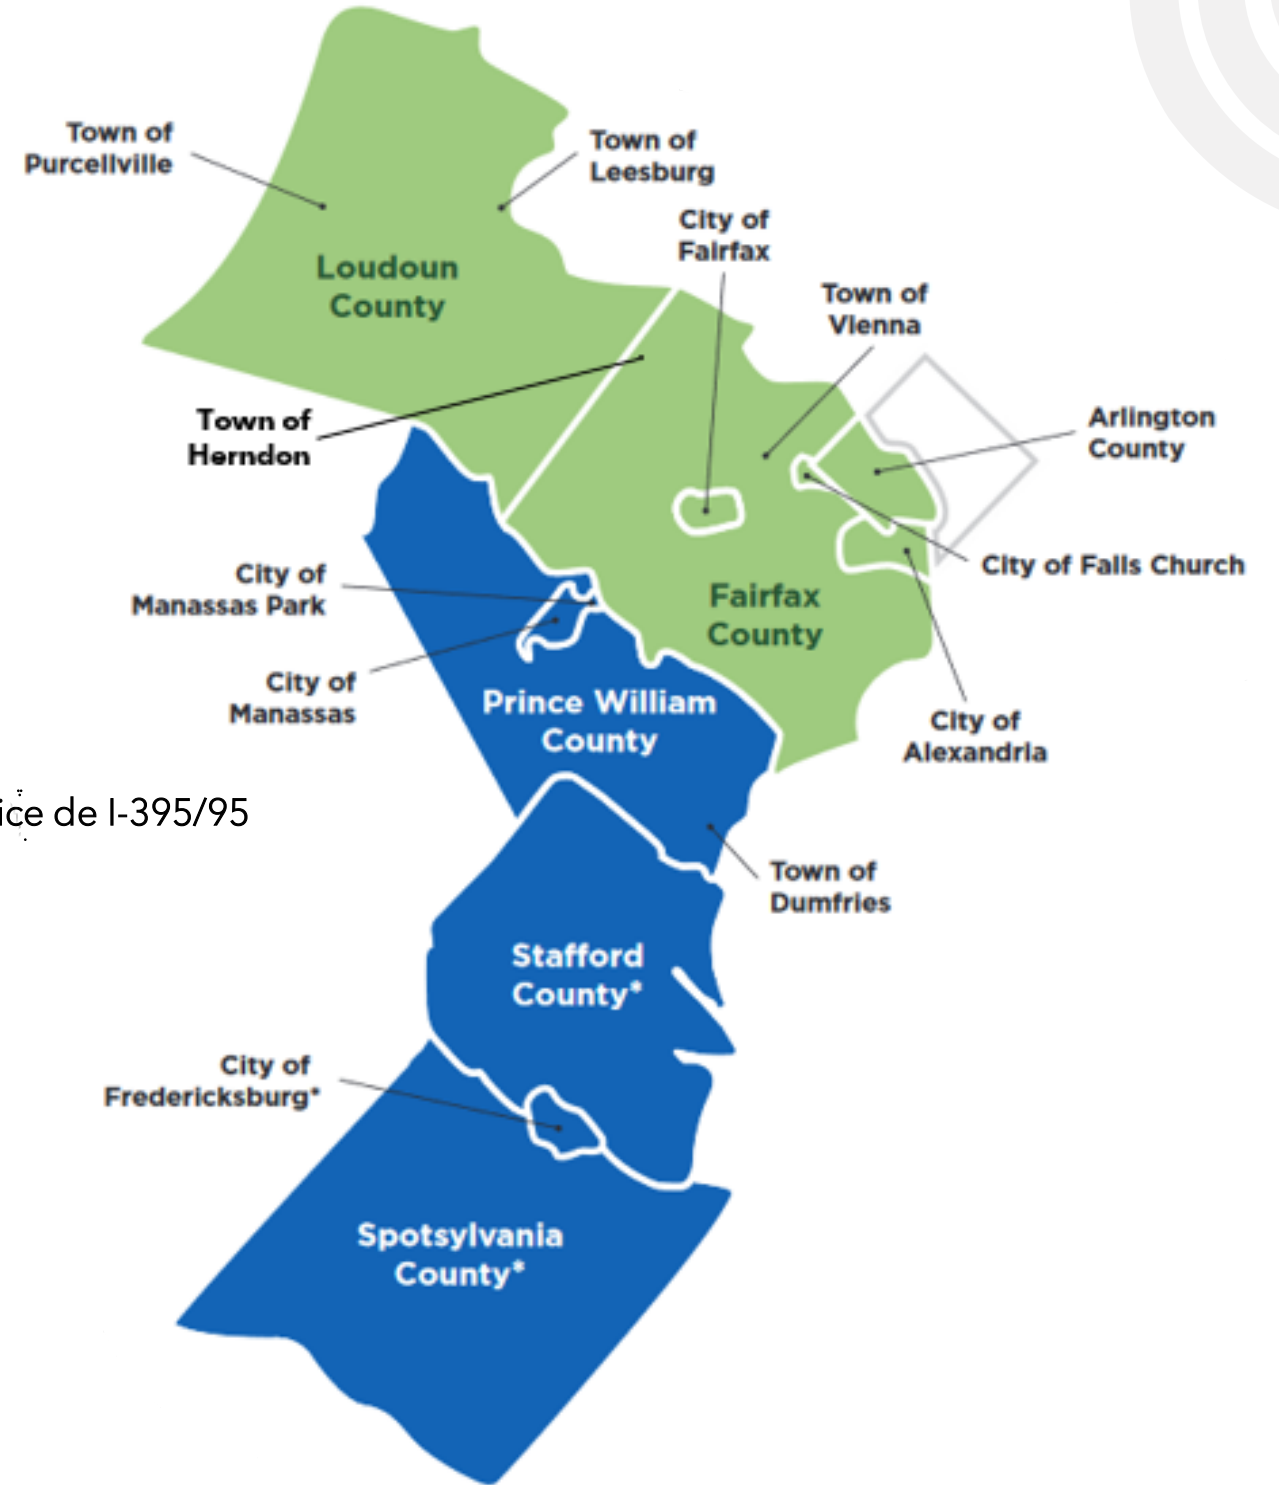 Town of
Purcellville
Town of
Leesburg
City of
Fairfax
Loudoun
County
Town of
Vienna
Town of
Herndon
Arlington
County
City of Falls Church
City of
Manassas Park
Fairfax
County
City of
Manassas
Prince William
County
City of
Alexandria
de I-395/95
Town of
Dumfries
Stafford
County*
City of
Fredericksburg*
Spotsylvania
County*